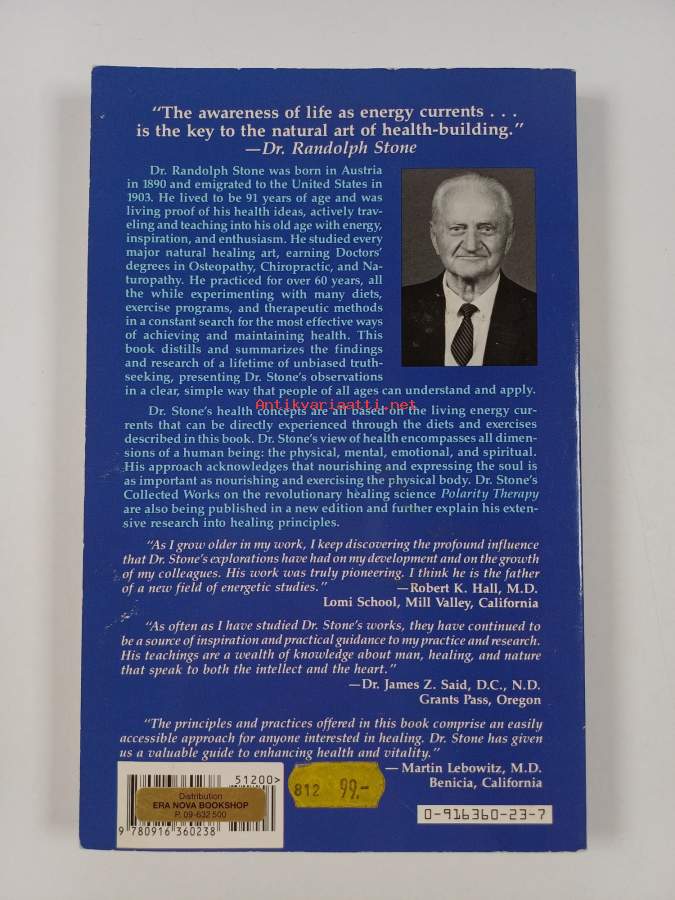 “The awareness of life as energy currents . . .
is the key to the natural art of health-building.”
—Dr. Randolph Stone
Dr. Randolph Stone was born in Austria
in 1890 and emigrated to the United States in
1903. He lived to be 91 years of age and was
living proof of his health ideas, actively trav-
eling and teaching into his old age with energy,
inspiration, and enthusiasm. He studied every
major natural healing art, earning Doctors’
degrees in Osteopathy, Chiropractic, and Na-
turopathy. He practiced for over 60 years, all
the while experimenting with many diets,
exercise programs, and therapeutic methods
in a constant search for the most effective ways
of achieving and maintaining health. This
book distills and summarizes the findings
and research of a lifetime of unbiased truth-
seeking, presenting Dr. Stone’s observations
in a clear, simple way that people of all ages can understand and apply.
Antikvariaatti.net
Dr. Stone’s health concepts are all based on the living energy cur-
rents that can be directly experienced through the diets and exercises
described in this book. Dr. Stone’s view of health encompasses all dimen-
sions of a human being: the physical, mental, emotional, and spiritual.
His approach acknowledges that nourishing and expressing the soul is
as important as nourishing and exercising the physical body. Dr. Stone’s
Collected Works on the revolutionary healing science Polarity Therapy
are also being published in a new edition and further explain his exten-
sive research into healing principles.
“As I grow older in my work, I keep discovering the profound influence
that Dr. Stone’s explorations have had on my development and on the growth
of my colleagues. His work was truly pioneering. I think he is the father
of a new field of energetic studies.” —Robert K. Hall, M.D.
Lomi School, Mill Valley, California
“As often as I have studied Dr. Stone’s works, they have continued to
be a source of inspiration and practical guidance to my practice and research.
His teachings are a wealth of knowledge about man, healing, and nature
that speak to both the intellect and the heart.”
—Dr. James Z. Said, D.C., N.D.
Grants Pass, Oregon
“The principles and practices offered in this book comprise an easily
accessible approach for anyone interested in healing. Dr. Stone has given
us a valuable guide to enhancing health and vitality.”
—Martin Lebowitz, M.D.
Benicia, California
51200>
Distribution
ERA NOVA BOOKSHOP
P. 09-632 500
9 780916 360238
812 99.-
0-916360-23-7